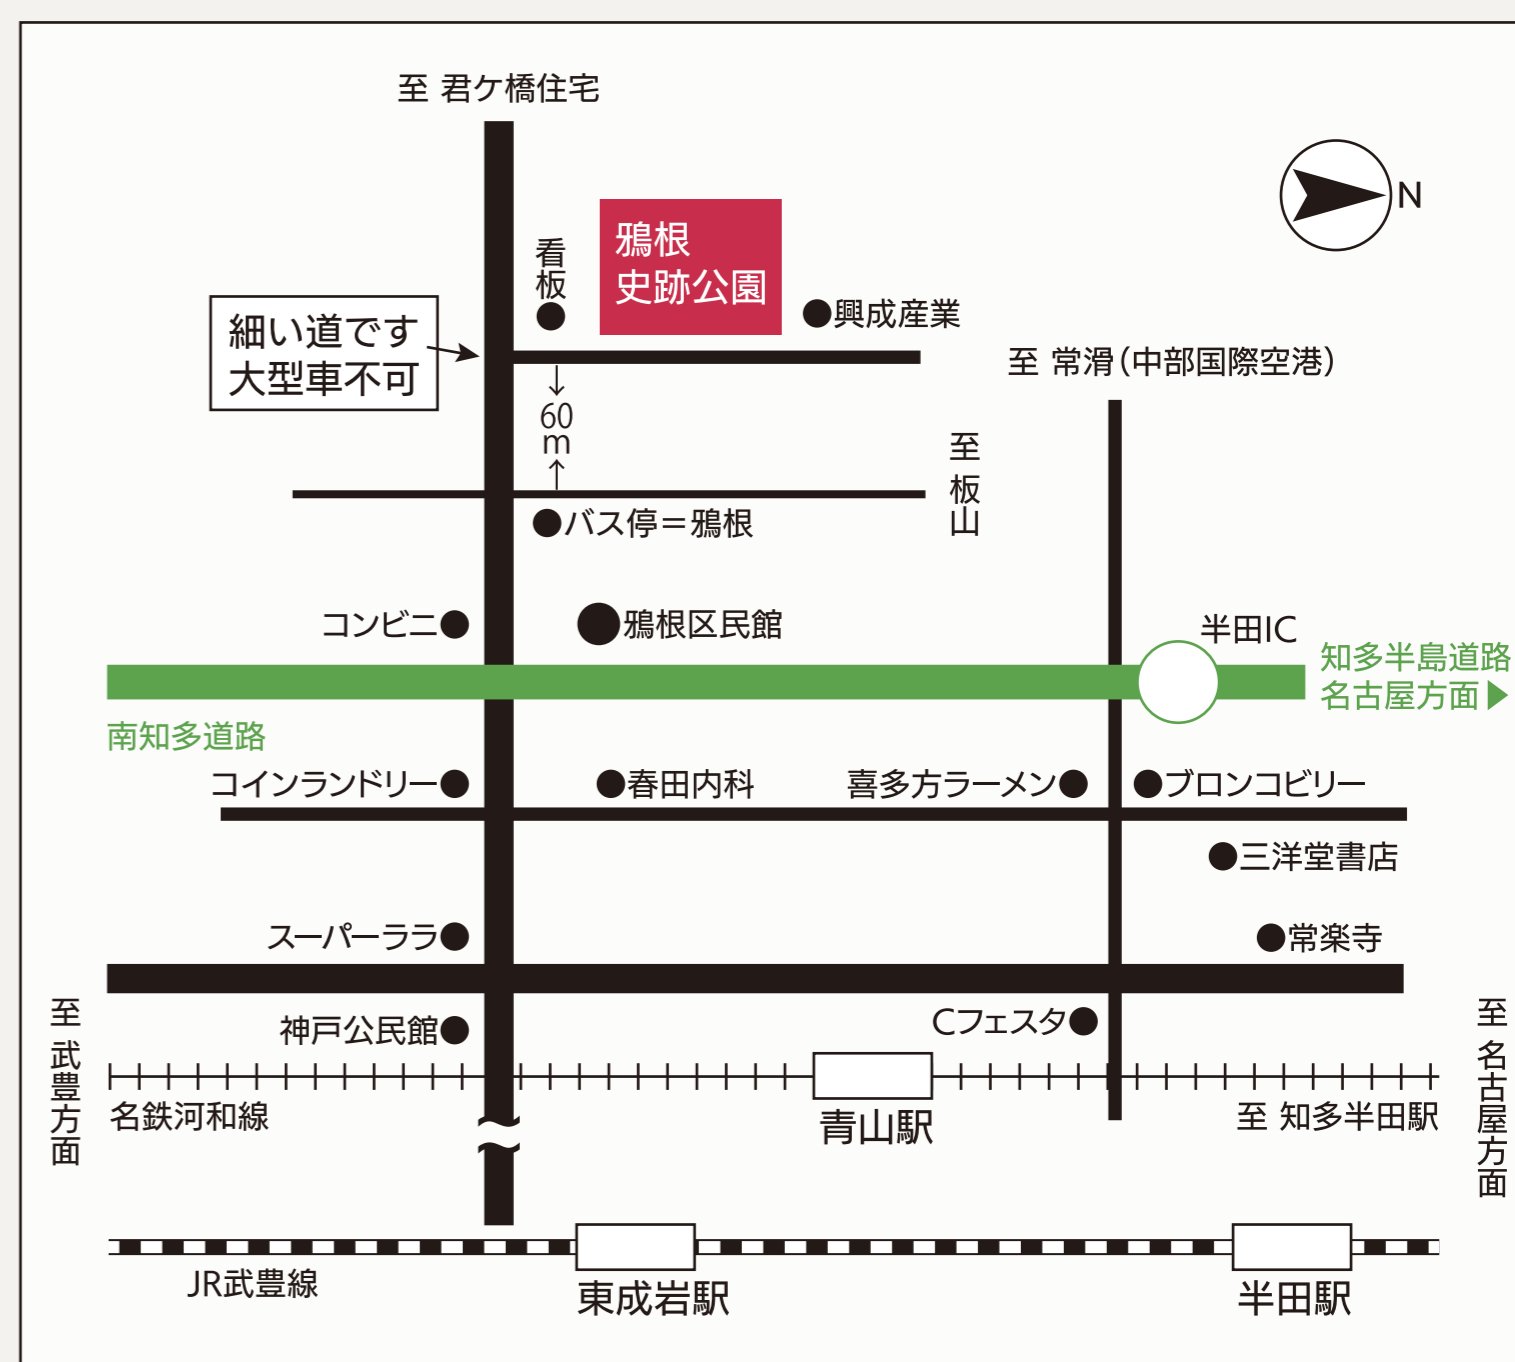 至 君ケ橋住宅
N
看板
鴉根
史跡公園
興成産業
細い道です
大型車不可
至 常滑(中部国際空港)
60
m
至 板山
バス停=鴉根
コンビニ
鴉根区民館
半田IC
知多半島道路
名古屋方面▶
南知多道路
コインランドリー
春田内科
喜多方ラーメン
ブロンコビリー
三洋堂書店
スーパーララ
常楽寺
至 武豊方面
至 名古屋方面
神戸公民館
Cフェスタ
名鉄河和線
青山駅
至 知多半田駅
JR武豊線
東成岩駅
半田駅